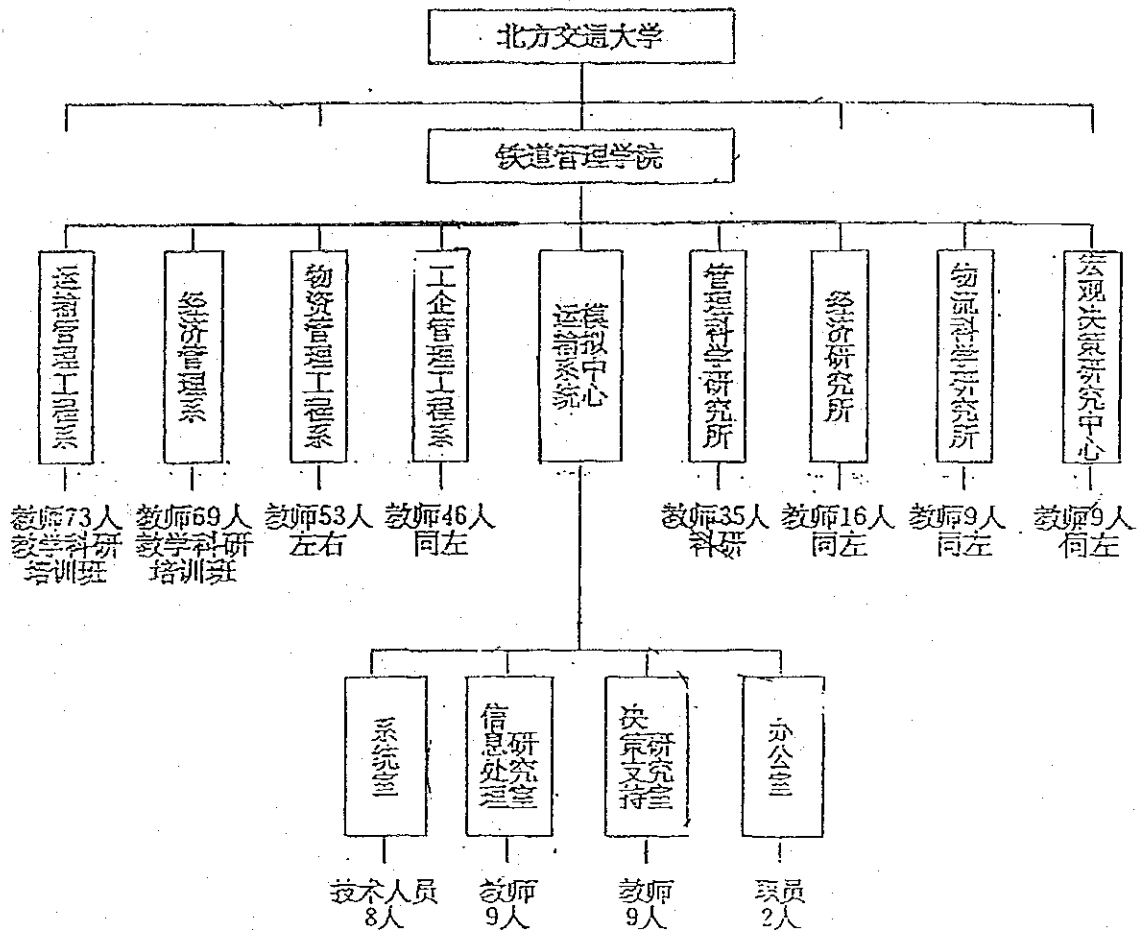 北方交通大学
铁道管理学院
运输管理工程系
经济管理系
物资管理工程系
工企管理工程系
运输系统
模拟中心
管理科学研究所
经济研究所
物流科学研究所
宏观决策研究中心
教师73人
教学科研
培训班
教师69人
教学科研
培训班
教师53人
左右
教师46人
同左
教师35人
科研
教师16人
同左
教师9人
同左
教师9人
同左
系统室
信息处理
研究室
决策支持
研究室
办公室
技术人员
8人
教师
9人
教师
9人
职员
2人